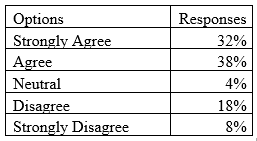 Options Responses
Strongly Agree 32%
Agree 38%
Neutral 4%
Disagree 18%
Strongly Disagree 8%